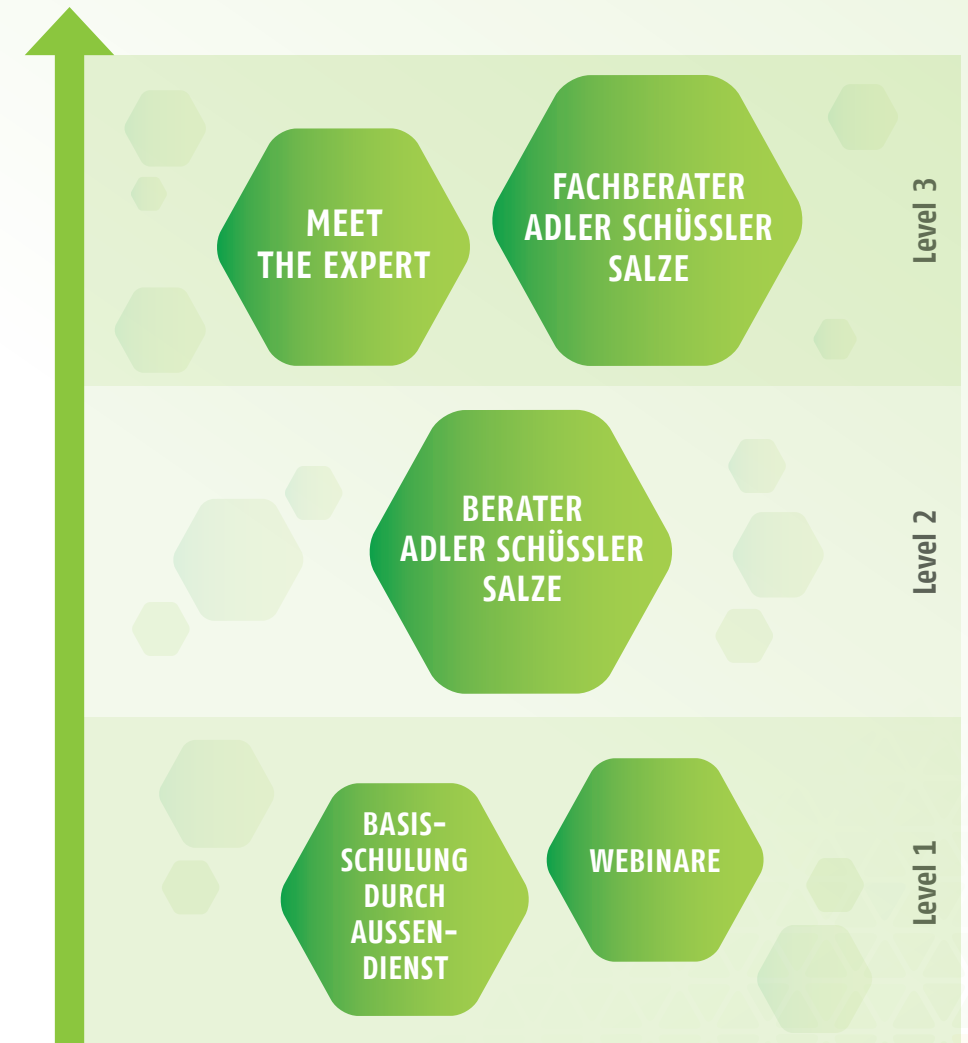 MEET
THE EXPERT
FACHBERATER
ADLER SCHÜSSLER
SALZE
Level 3
BERATER
ADLER SCHÜSSLER
SALZE
Level 2
BASIS-
SCHULUNG
DURCH
AUSSEN-
DIENST
WEBINARE
Level 1